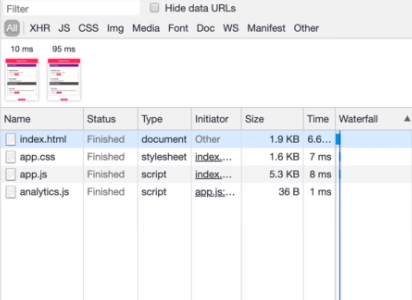 Filter Hide data URLs
All XHR JS CSS Img Media Font Doc WS Manifest Other
10 ms 95 ms
Name Status Type Initiator Size Time Waterfall
index.html Finished document Other 1.9 KB 6.6...
app.css Finished stylesheet index.... 1.6 KB 7 ms
app.js Finished script index.... 5.3 KB 8 ms
analytics.js Finished script app.js:... 36 B 1 ms